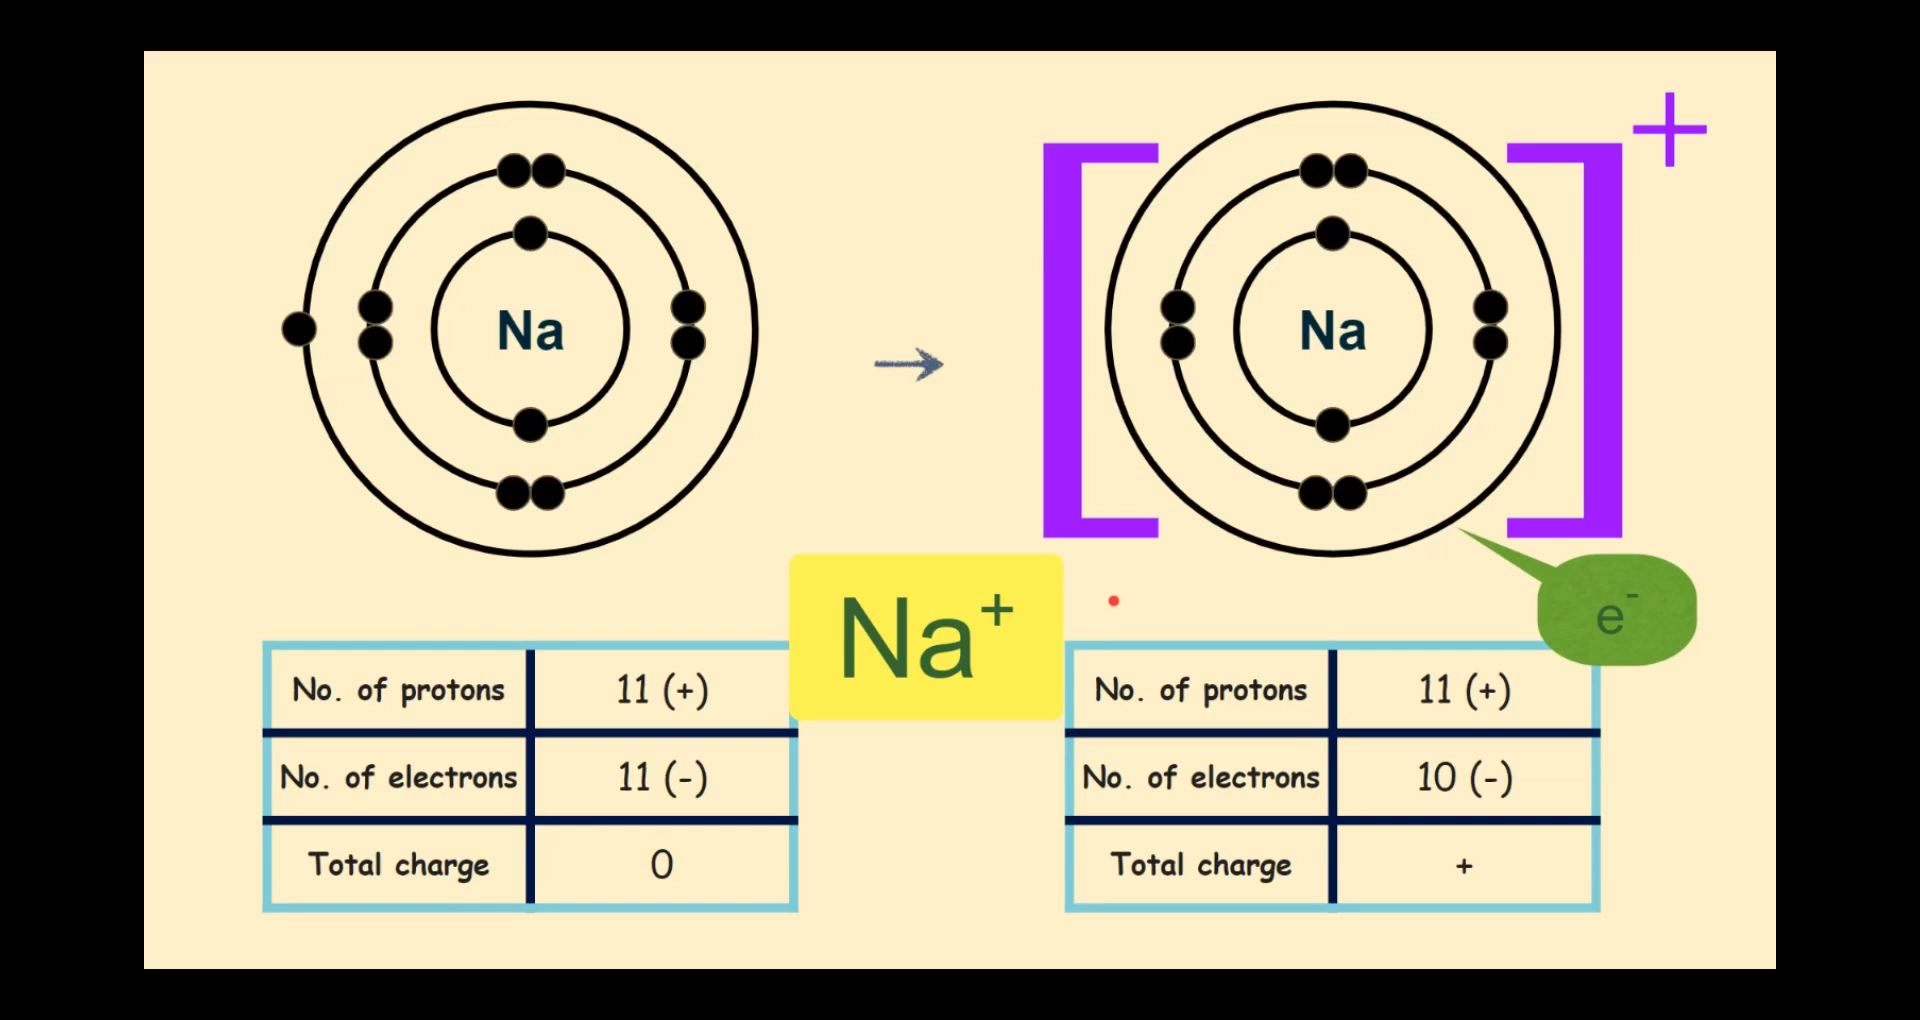 Na
Na
+
Na⁺
e⁻
No. of protons 11 (+)
No. of electrons 11 (-)
Total charge 0
No. of protons 11 (+)
No. of electrons 10 (-)
Total charge +